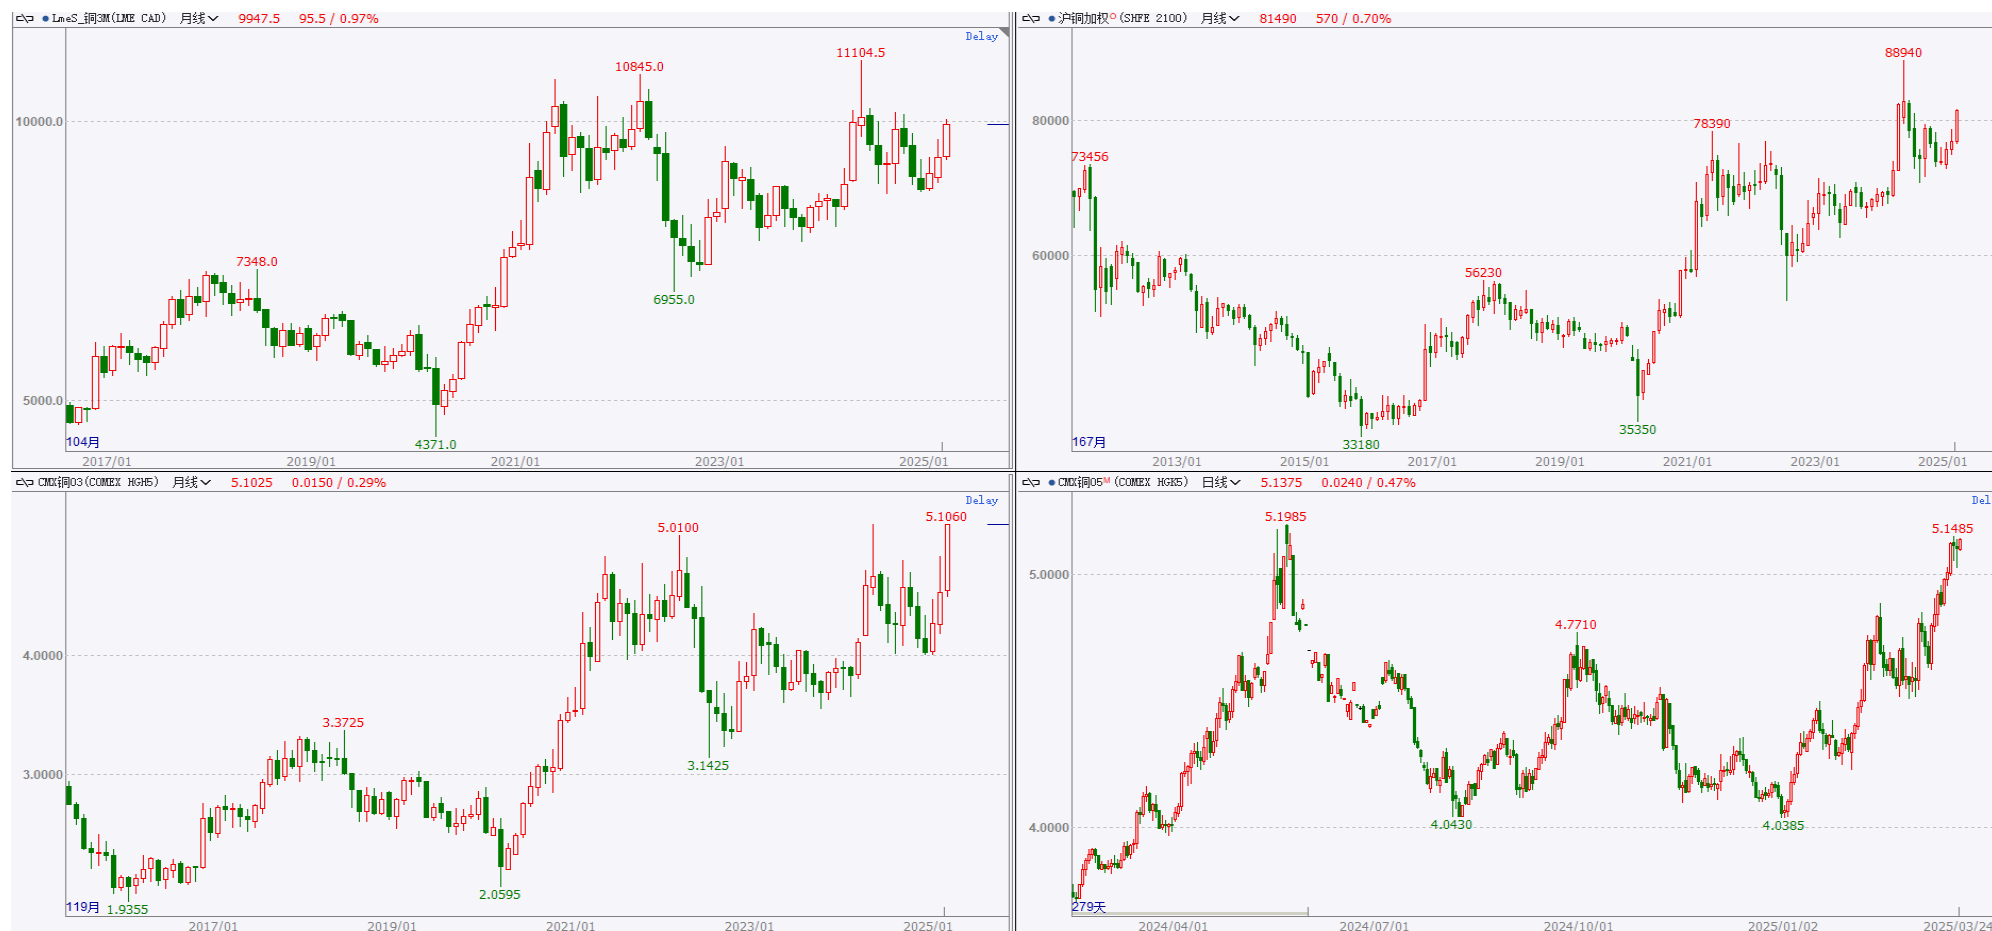 LmeS_铜3M(LME CAD) 月线 9947.5 95.5 / 0.97%
Delay
11104.5
10845.0
10000.0
7348.0
6955.0
5000.0
4371.0
104月
2017/01 2019/01 2021/01 2023/01 2025/01
沪铜加权O(SHFE 2100) 月线 81490 570 / 0.70%
88940
80000
78390
73456
60000
56230
35350
33180
167月
2013/01 2015/01 2017/01 2019/01 2021/01 2023/01 2025/01
CMX铜03(COMEX HGH5) 月线 5.1025 0.0150 / 0.29%
Delay
5.1060
5.0100
4.0000
3.3725
3.1425
3.0000
2.0595
1.9355
119月
2017/01 2019/01 2021/01 2023/01 2025/01
CMX铜05M(COMEX HGK5) 日线 5.1375 0.0240 / 0.47%
Del
5.1985
5.1485
5.0000
4.7710
4.0430
4.0385
4.0000
279天
2024/04/01 2024/07/01 2024/10/01 2025/01/02 2025/03/24